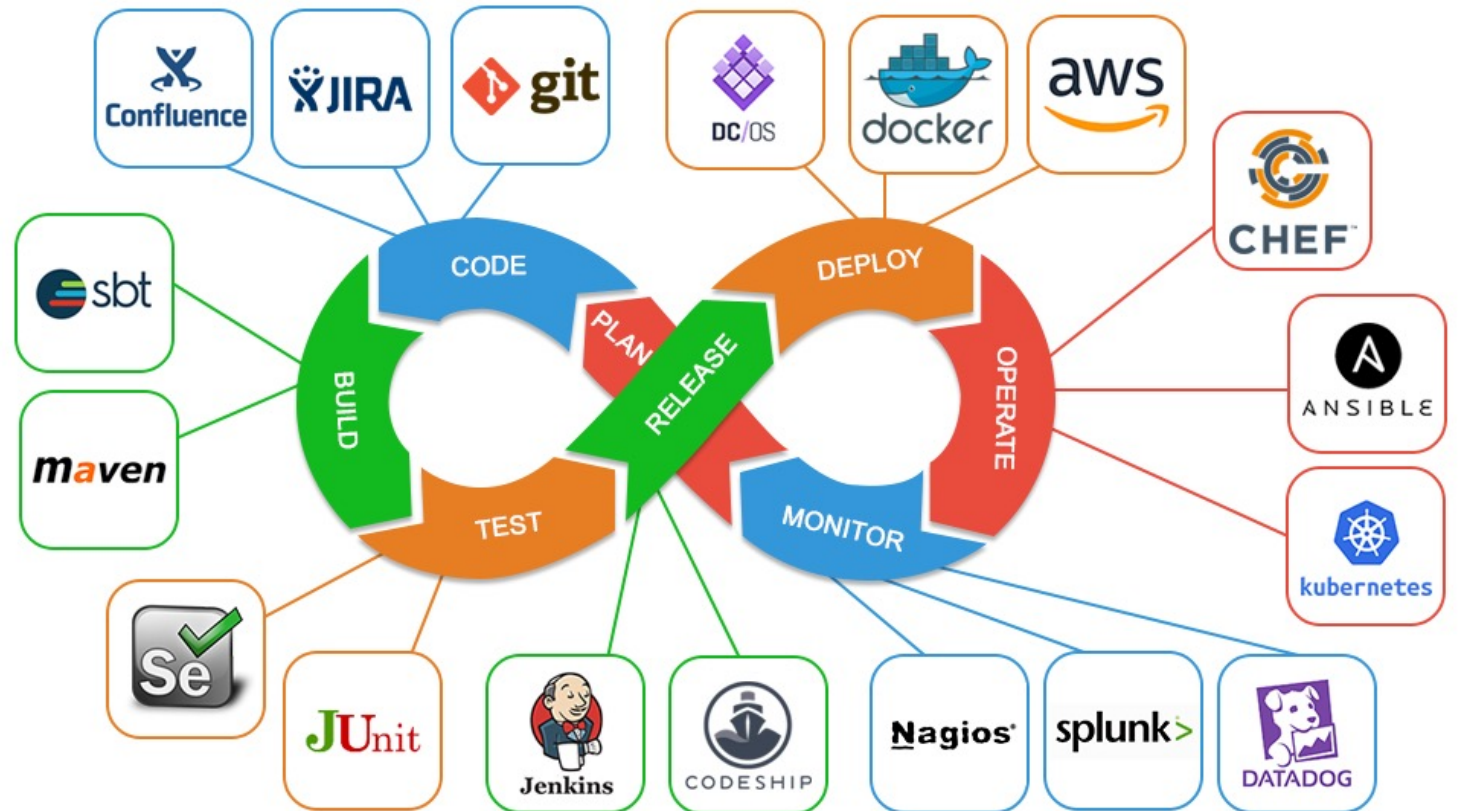 Confluence
JIRA
git
DC/OS
docker
aws
CHEF™
sbt
CODE
DEPLOY
PLAN
RELEASE
BUILD
OPERATE
ANSIBLE
maven
TEST
MONITOR
kubernetes
Se
JUnit
Jenkins
CODESHIP
Nagios®
splunk>
DATADOG